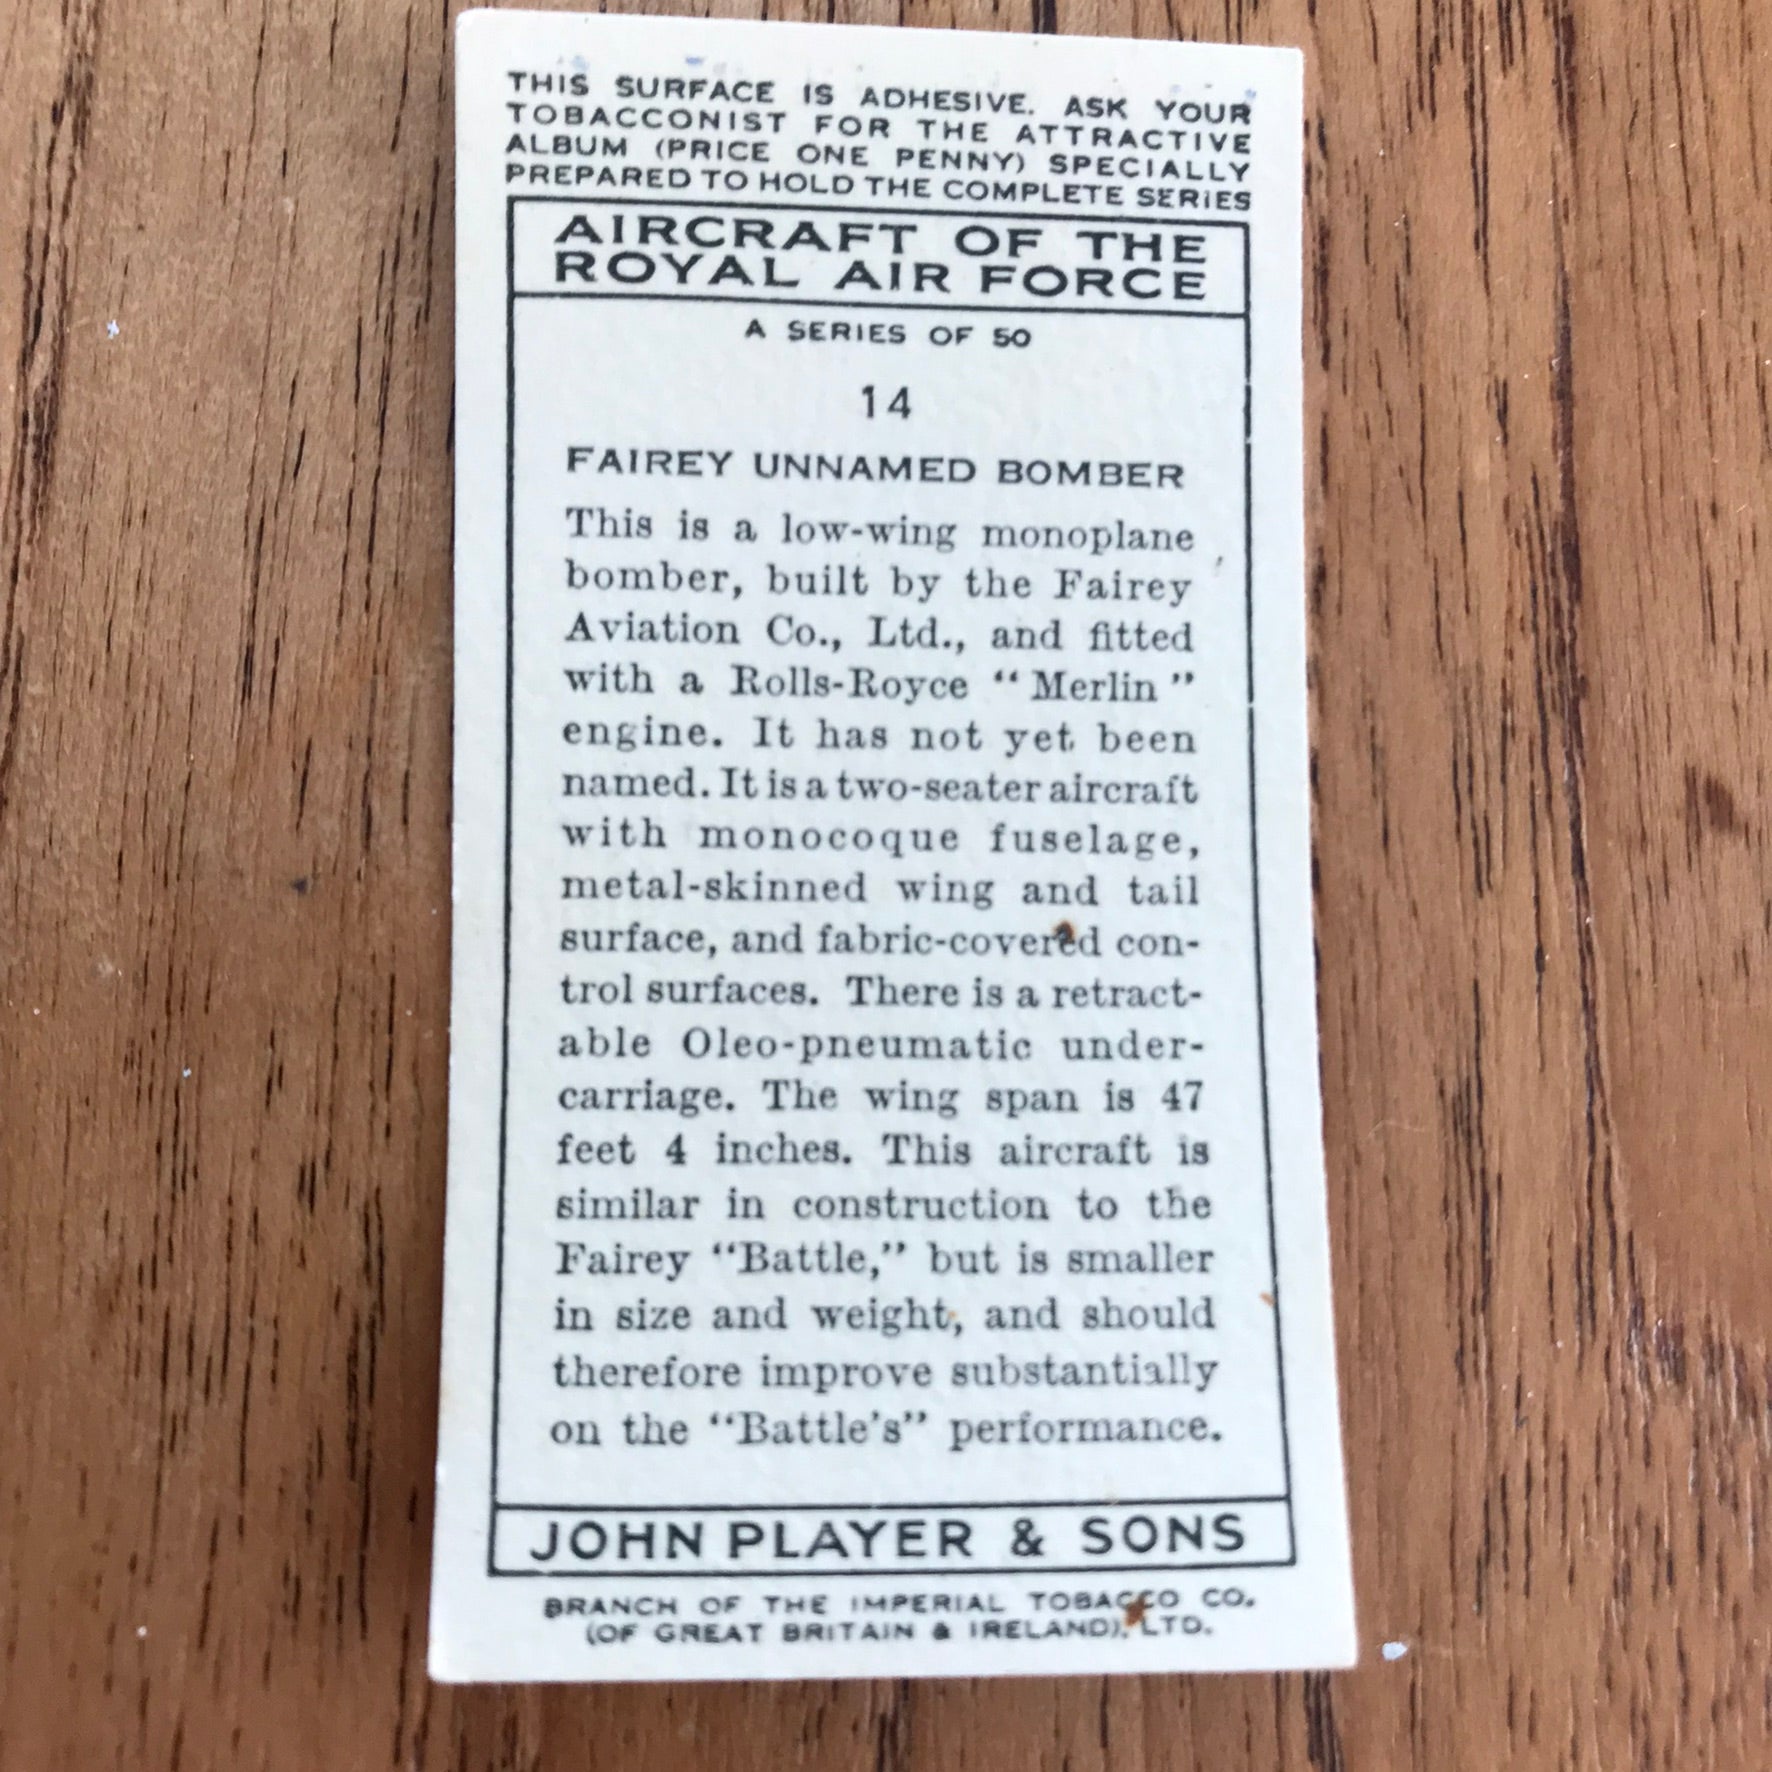 THIS SURFACE IS ADHESIVE. ASK YOUR
TOBACCONIST FOR THE ATTRACTIVE
ALBUM (PRICE ONE PENNY) SPECIALLY
PREPARED TO HOLD THE COMPLETE SERIES
AIRCRAFT OF THE
ROYAL AIR FORCE
A SERIES OF 50
14
FAIREY UNNAMED BOMBER
This is a low-wing monoplane
bomber, built by the Fairey
Aviation Co., Ltd., and fitted
with a Rolls-Royce “Merlin”
engine. It has not yet been
named. It is a two-seater aircraft
with monocoque fuselage,
metal-skinned wing and tail
surface, and fabric-covered con-
trol surfaces. There is a retract-
able Oleo-pneumatic under-
carriage. The wing span is 47
feet 4 inches. This aircraft is
similar in construction to the
Fairey “Battle,” but is smaller
in size and weight, and should
therefore improve substantially
on the “Battle's” performance.
JOHN PLAYER & SONS
BRANCH OF THE IMPERIAL TOBACCO CO.
(OF GREAT BRITAIN & IRELAND), LTD.